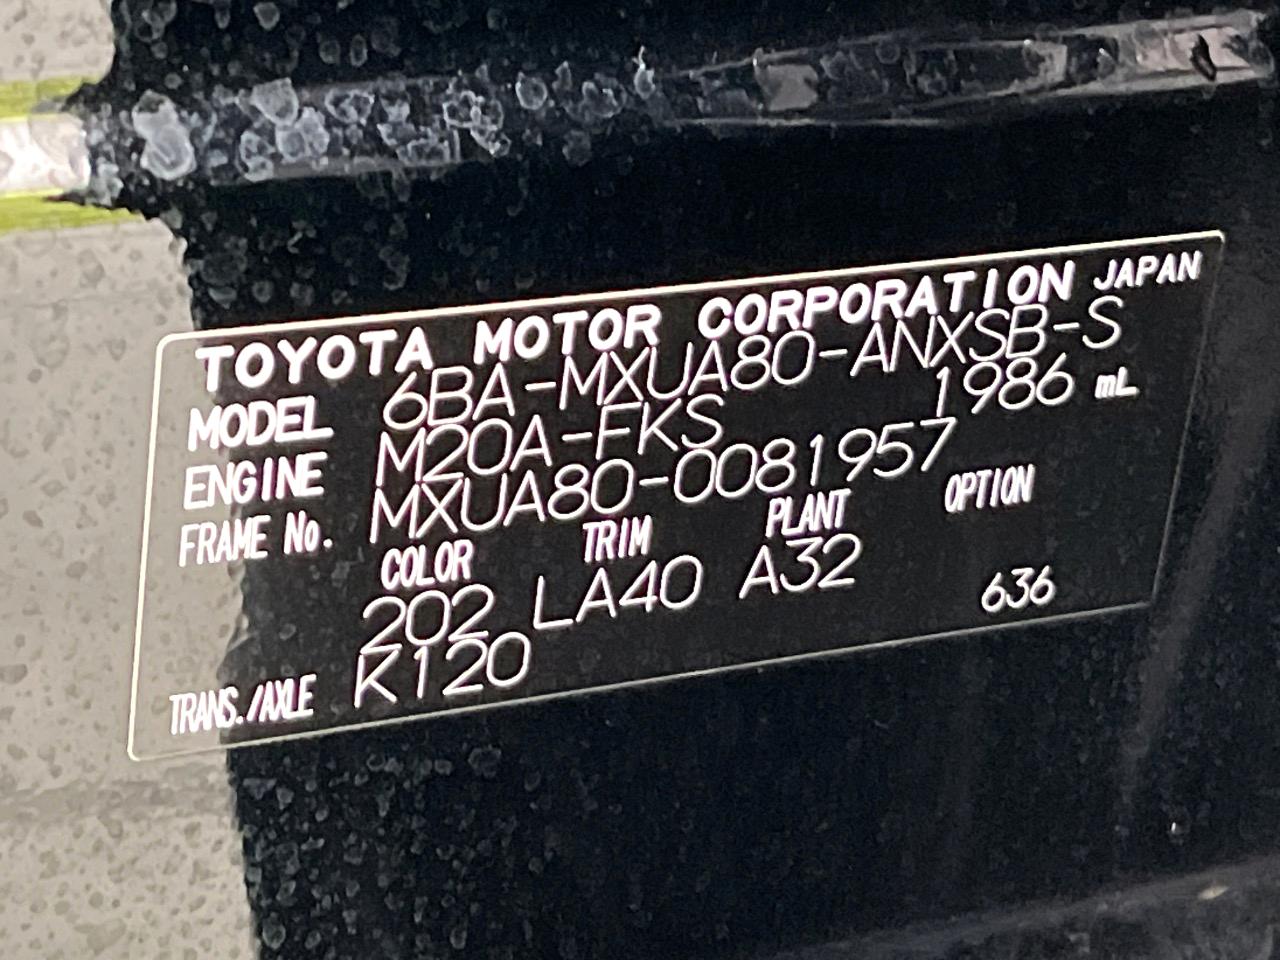 TOYOTA MOTOR CORPORATION JAPAN
MODEL 6BA-MXUA80-ANXSB-S
ENGINE M20A-FKS 1986 mL
FRAME No. MXUA80-0081957
COLOR TRIM PLANT OPTION
202 LA40 A32
TRANS./AXLE K120 636